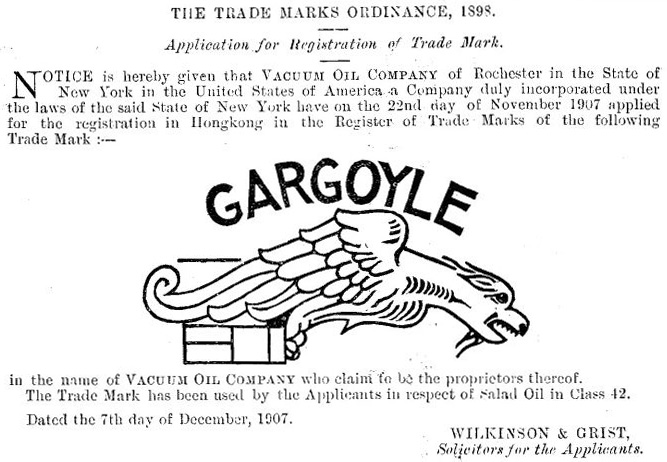 THE TRADE MARKS ORDINANCE, 1898.
Application for Registration of Trade Mark.
NOTICE is hereby given that VACUUM OIL COMPANY of Rochester in the State of
New York in the United States of America a Company duly incorporated under
the laws of the said State of New York have on the 22nd day of November 1907 applied
for the registration in Hongkong in the Register of Trade Marks of the following
Trade Mark :—
GARGOYLE
in the name of VACUUM OIL COMPANY who claim to be the proprietors thereof.
The Trade Mark has been used by the Applicants in respect of Salad Oil in Class 42.
Dated the 7th day of December, 1907.
WILKINSON & GRIST,
Solicitors for the Applicants.